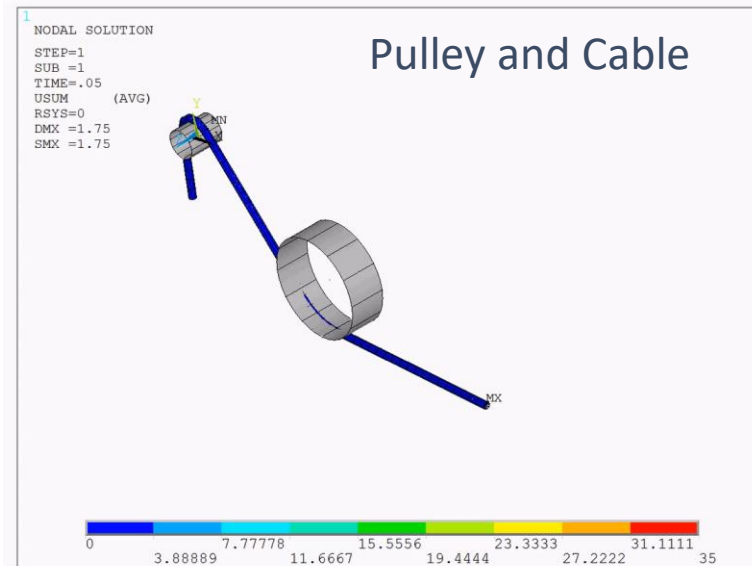 1
NODAL SOLUTION
STEP=1
SUB =1
TIME=.05
USUM (AVG)
RSYS=0
DMX =1.75
SMX =1.75
Pulley and Cable
Y
MN
X
MX
0 7.77778 15.5556 23.3333 31.1111
3.88889 11.6667 19.4444 27.2222 35